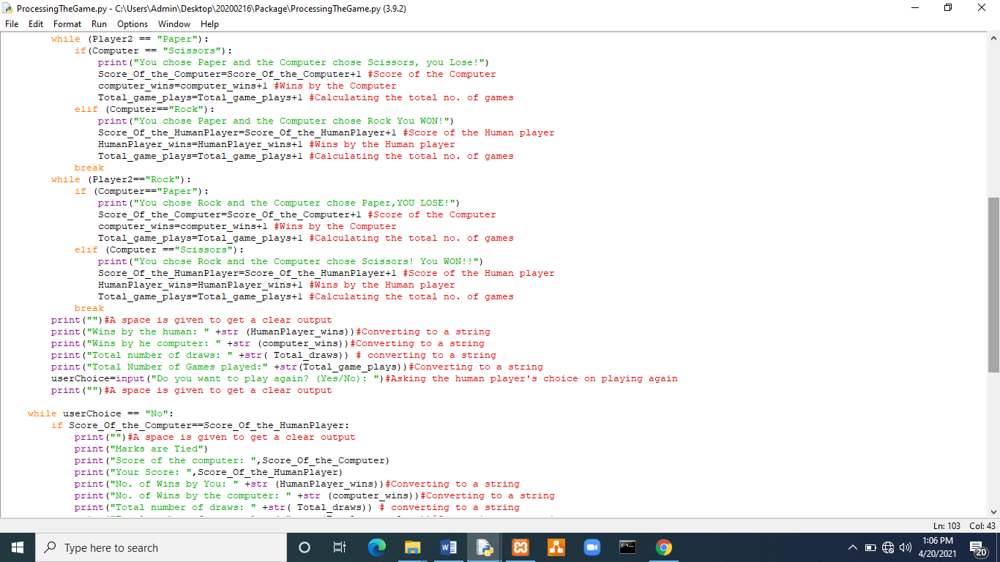 ProcessingTheGame.py - C:\Users\Admin\Desktop\20200216\Package\ProcessingTheGame.py (3.9.2)
File Edit Format Run Options Window Help
        while (Player2 == "Paper"):
            if(Computer == "Scissors"):
                print("You chose Paper and the Computer chose Scissors, you Lose!")
                Score_Of_the_Computer=Score_Of_the_Computer+1 #Score of the Computer
                computer_wins=computer_wins+1 #Wins by the Computer
                Total_game_plays=Total_game_plays+1 #Calculating the total no. of games
            elif (Computer=="Rock"):
                print("You chose Paper and the Computer chose Rock You WON!")
                Score_Of_the_HumanPlayer=Score_Of_the_HumanPlayer+1 #Score of the Human player
                HumanPlayer_wins=HumanPlayer_wins+1 #Wins by the Human player
                Total_game_plays=Total_game_plays+1 #Calculating the total no. of games
            break
        while (Player2=="Rock"):
            if (Computer=="Paper"):
                print("You chose Rock and the Computer chose Paper,YOU LOSE!")
                Score_Of_the_Computer=Score_Of_the_Computer+1 #Score of the Computer
                computer_wins=computer_wins+1 #Wins by the Computer
                Total_game_plays=Total_game_plays+1 #Calculating the total no. of games
            elif (Computer =="Scissors"):
                print("You chose Rock and the Computer chose Scissors! You WON!!")
                Score_Of_the_HumanPlayer=Score_Of_the_HumanPlayer+1 #Score of the Human player
                HumanPlayer_wins=HumanPlayer_wins+1 #Wins by the Human player
                Total_game_plays=Total_game_plays+1 #Calculating the total no. of games
            break
        print("")#A space is given to get a clear output
        print("Wins by the human: " +str (HumanPlayer_wins))#Converting to a string
        print("Wins by he computer: " +str (computer_wins))#Converting to a string
        print("Total number of draws: " +str( Total_draws)) # converting to a string
        print("Total Number of Games played:" +str(Total_game_plays))#Converting to a string
        userChoice=input("Do you want to play again? (Yes/No): ")#Asking the human player's choice on playing again
        print("")#A space is given to get a clear output
    while userChoice == "No":
        if Score_Of_the_Computer==Score_Of_the_HumanPlayer:
            print("")#A space is given to get a clear output
            print("Marks are Tied")
            print("Score of the computer: ",Score_Of_the_Computer)
            print("Your Score: ",Score_Of_the_HumanPlayer)
            print("No. of Wins by You: " +str (HumanPlayer_wins))#Converting to a string
            print("No. of Wins by the computer: " +str (computer_wins))#Converting to a string
            print("Total number of draws: " +str( Total_draws)) # converting to a string
Ln: 103 Col: 43
Type here to search
1:06 PM
4/20/2021
20